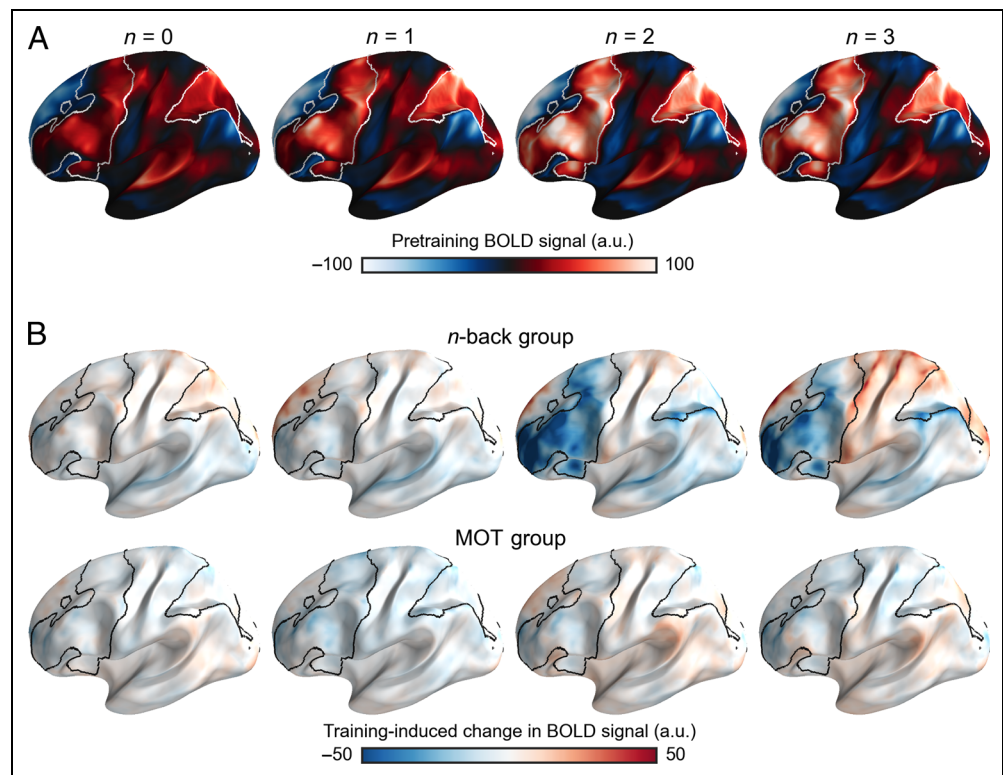 A
n = 0 n = 1 n = 2 n = 3
Pretraining BOLD signal (a.u.)
–100 100
B
n-back group
MOT group
Training-induced change in BOLD signal (a.u.)
–50 50